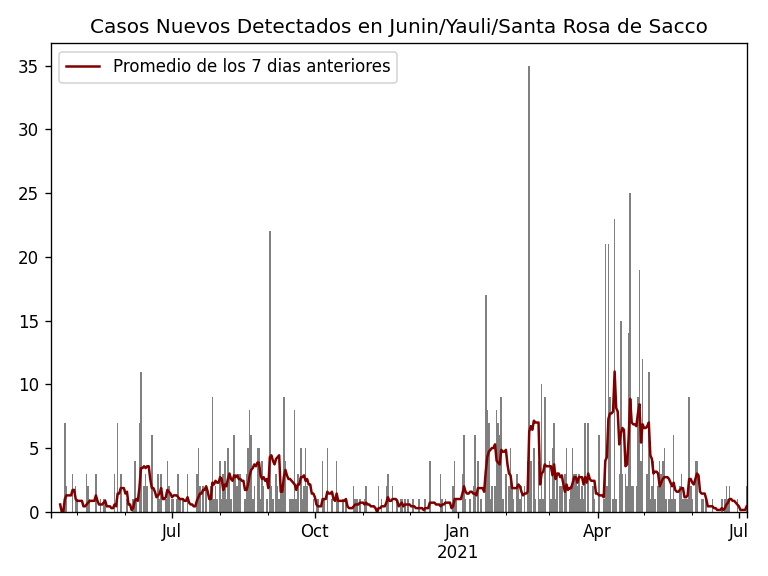 Casos Nuevos Detectados en Junin/Yauli/Santa Rosa de Sacco
Promedio de los 7 dias anteriores
35
30
25
20
15
10
5
0
Jul
Oct
Jan
Apr
Jul
2021